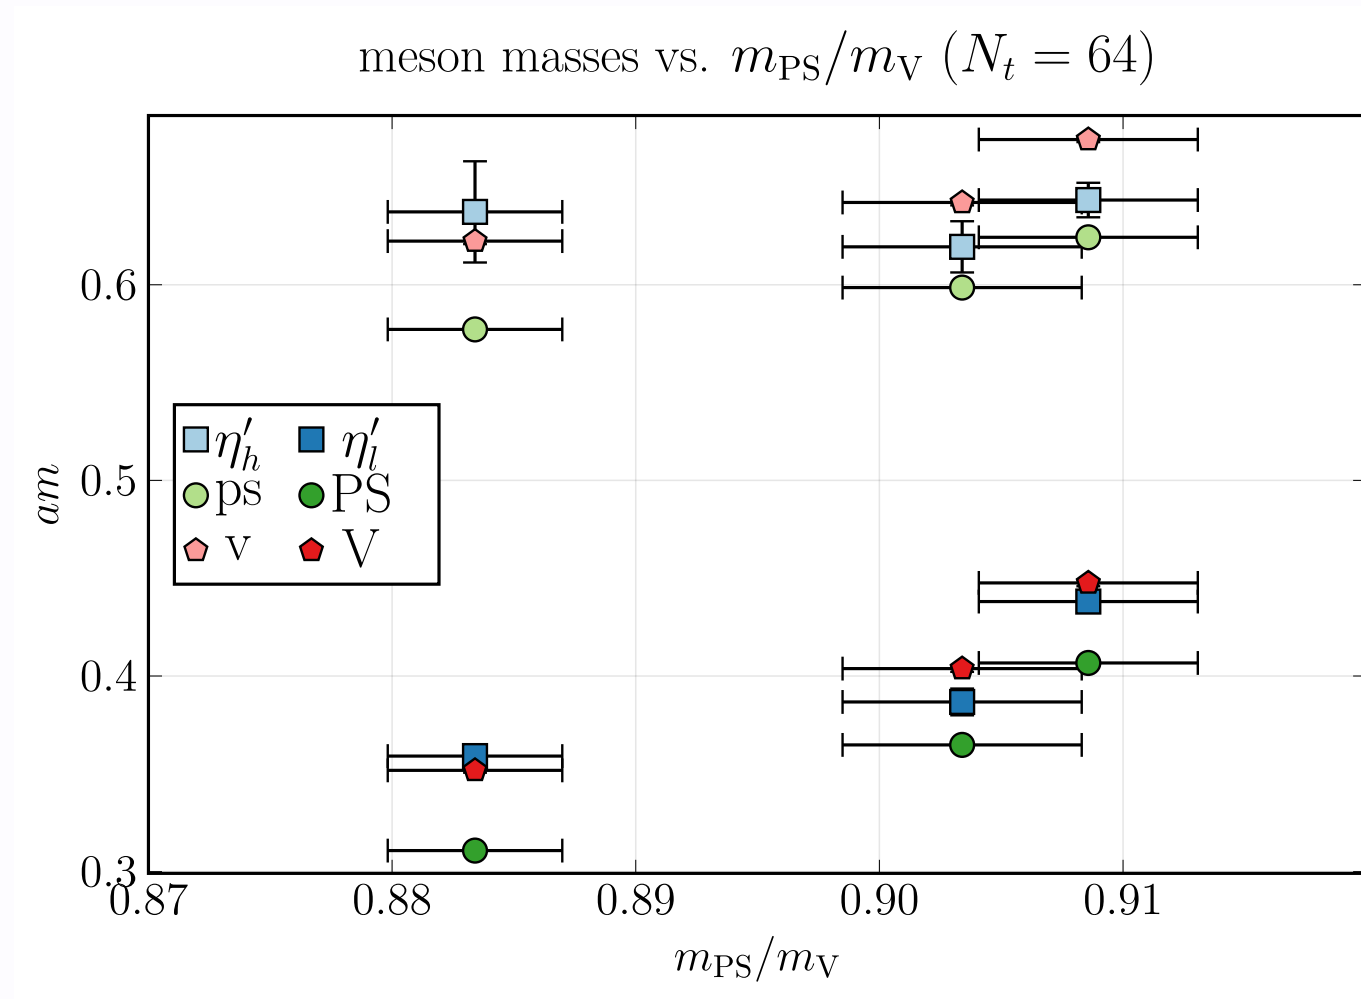 meson masses vs. m_PS/m_V (N_t = 64)
0.6
0.5
0.4
0.3
am
η′_h η′_l
ps PS
v V
0.87 0.88 0.89 0.90 0.91
m_PS/m_V